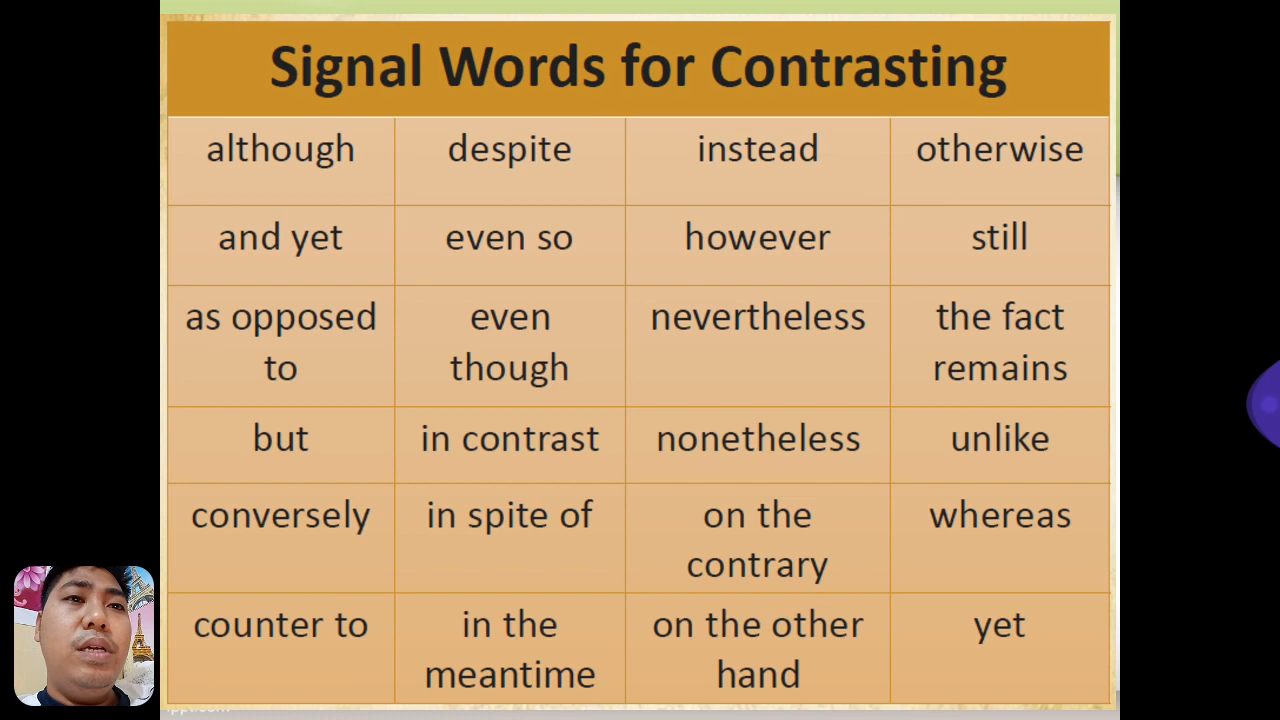 Signal Words for Contrasting
although despite instead otherwise
and yet even so however still
as opposed even nevertheless the fact
to though remains
but in contrast nonetheless unlike
conversely in spite of on the whereas
contrary
counter to in the on the other yet
meantime hand